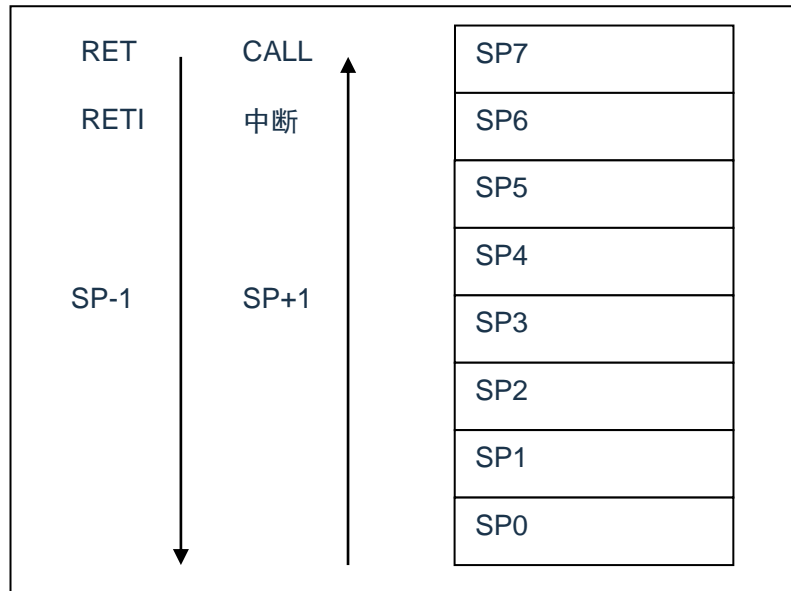 RET CALL SP7
RETI 中断 SP6
SP5
SP4
SP-1 SP+1
SP3
SP2
SP1
SP0